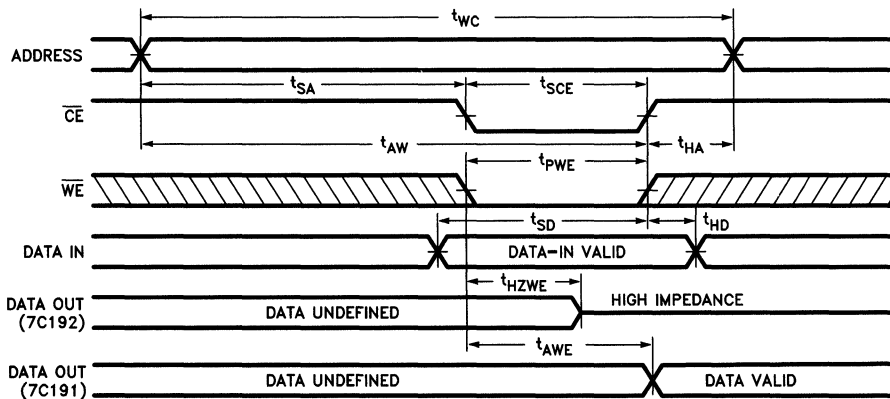 tWC
ADDRESS
tSA
tSCE
CE
tAW
tHA
tPWE
WE
tSD
tHD
DATA IN
DATA-IN VALID
tHZWE
HIGH IMPEDANCE
DATA OUT
(7C192)
DATA UNDEFINED
tAWE
DATA OUT
(7C191)
DATA UNDEFINED
DATA VALID